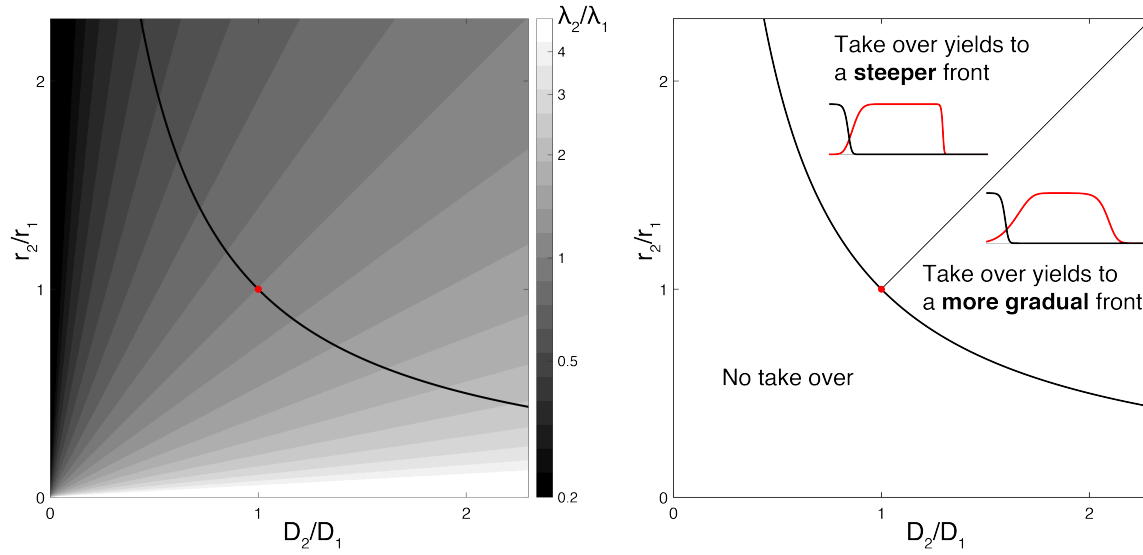 λ2/λ1
4
3
2
1
0.5
0.2
2
1
0
r2/r1
0
1
2
D2/D1
Take over yields to
a steeper front
Take over yields to
a more gradual front
No take over
2
1
0
r2/r1
0
1
2
D2/D1